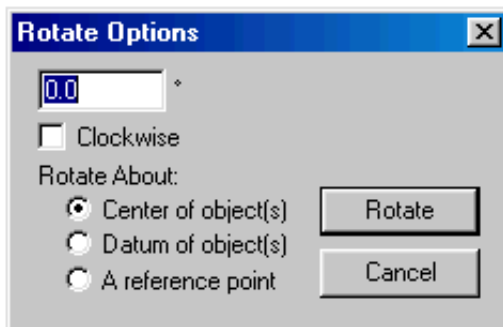 Rotate Options
0.0 °
Clockwise
Rotate About:
Center of object(s)
Rotate
Datum of object(s)
A reference point
Cancel